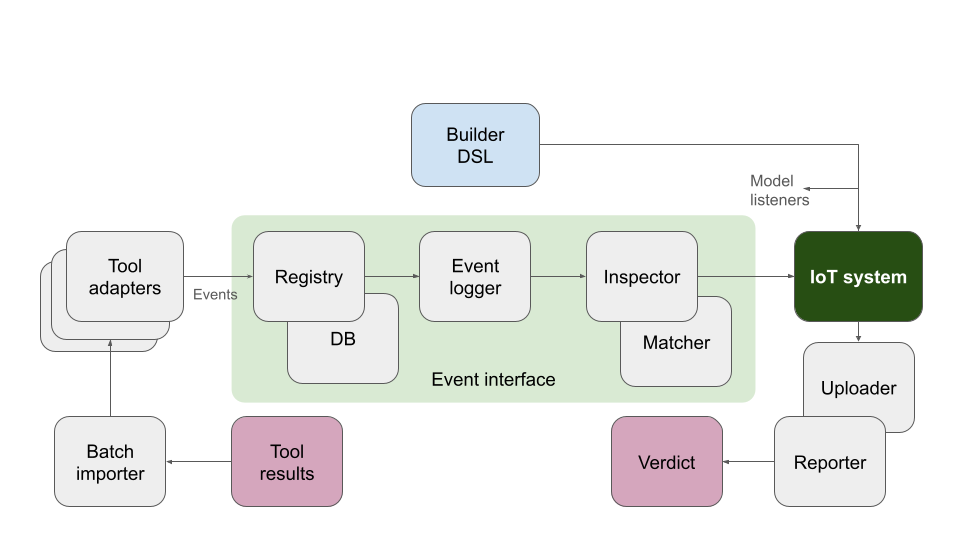 Builder
DSL
Model
listeners
Tool
adapters
Events
Registry
Event
logger
Inspector
IoT system
DB
Matcher
Event interface
Uploader
Batch
importer
Tool
results
Verdict
Reporter